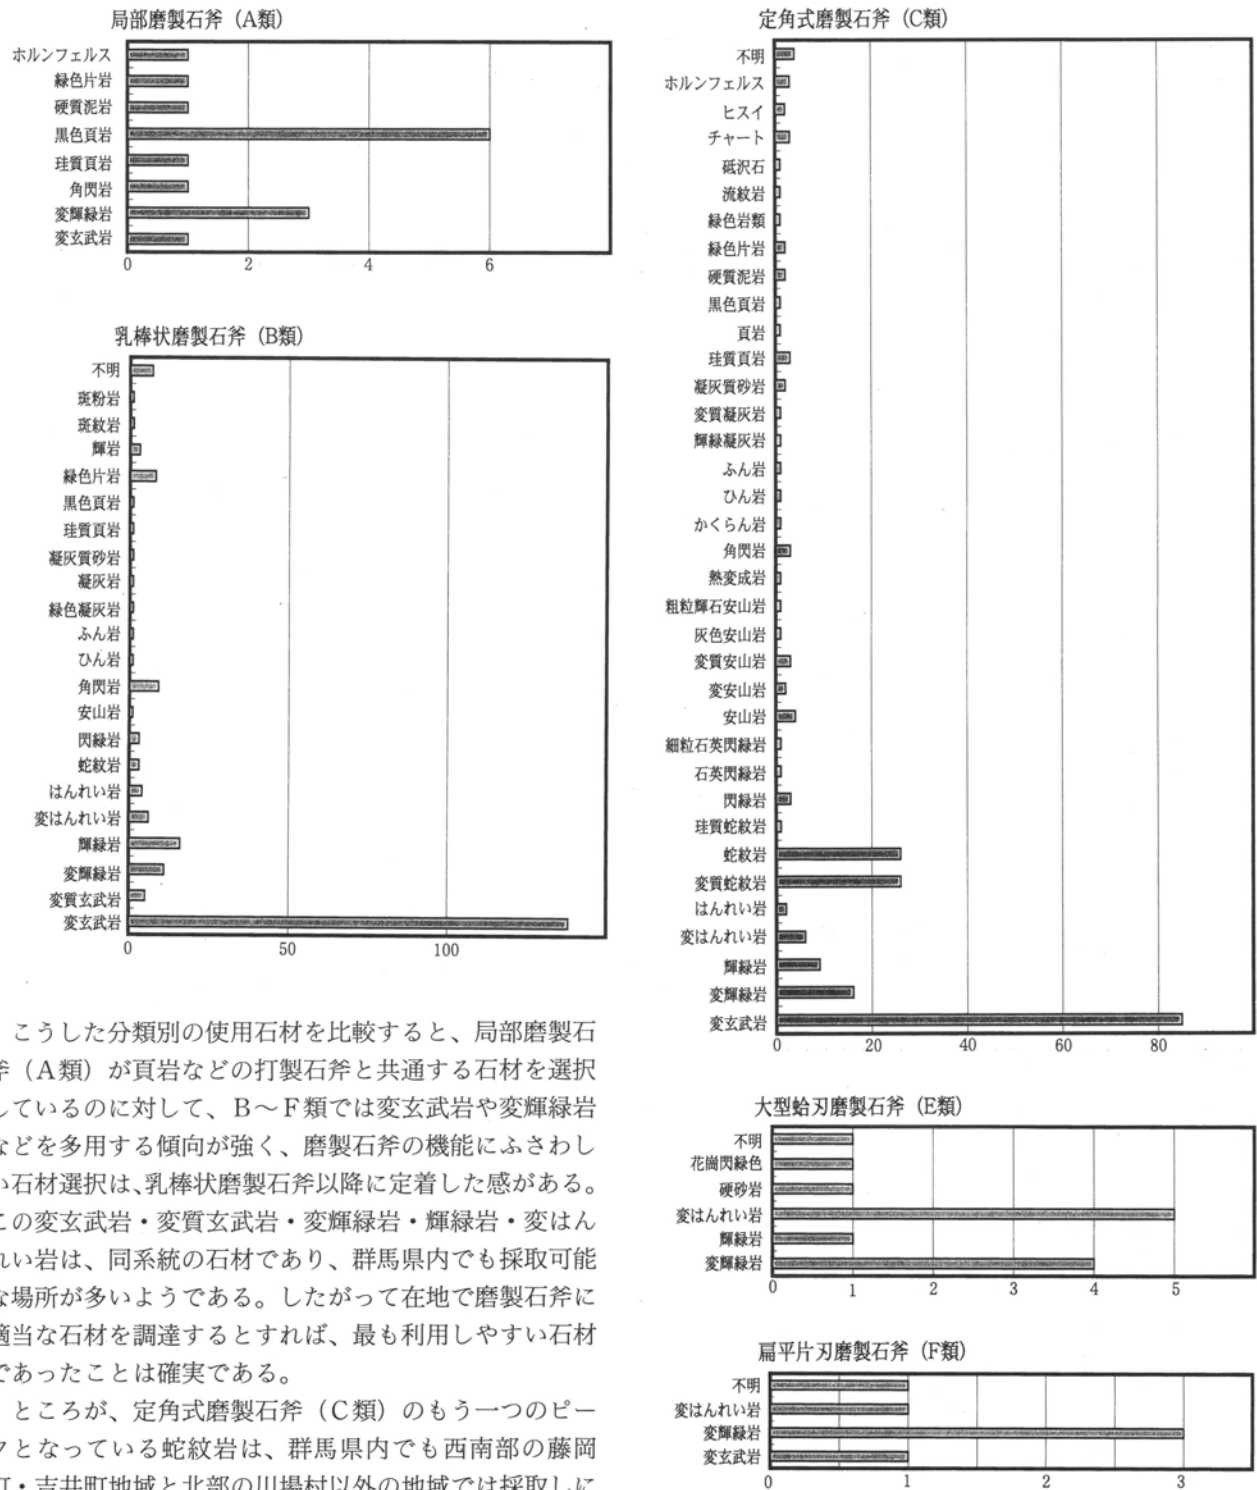 局部磨製石斧（A類）
ホルンフェルス
緑色片岩
硬質泥岩
黒色頁岩
珪質頁岩
角閃岩
変輝緑岩
変玄武岩
0 2 4 6
乳棒状磨製石斧（B類）
不明
斑粉岩
斑紋岩
輝岩
緑色片岩
黒色頁岩
珪質頁岩
凝灰質砂岩
凝灰岩
緑色凝灰岩
ふん岩
ひん岩
角閃岩
安山岩
閃緑岩
蛇紋岩
はんれい岩
変はんれい岩
輝緑岩
変輝緑岩
変質玄武岩
変玄武岩
0 50 100
こうした分類別の使用石材を比較すると、局部磨製石
斧（A類）が頁岩などの打製石斧と共通する石材を選択
しているのに対して、B〜F類では変玄武岩や変輝緑岩
などを多用する傾向が強く、磨製石斧の機能にふさわし
い石材選択は、乳棒状磨製石斧以降に定着した感がある。
この変玄武岩・変質玄武岩・変輝緑岩・輝緑岩・変はん
れい岩は、同系統の石材であり、群馬県内でも採取可能
な場所が多いようである。したがって在地で磨製石斧に
適当な石材を調達するとすれば、最も利用しやすい石材
であったことは確実である。
ところが、定角式磨製石斧（C類）のもう一つのピー
クとなっている蛇紋岩は、群馬県内でも西南部の藤岡
町・吉井町地域と北部の川場村以外の地域では採取しに
定角式磨製石斧（C類）
不明
ホルンフェルス
ヒスイ
チャート
砥沢石
流紋岩
緑色岩類
緑色片岩
硬質泥岩
黒色頁岩
頁岩
珪質頁岩
凝灰質砂岩
変質凝灰岩
輝緑凝灰岩
ふん岩
ひん岩
かくらん岩
角閃岩
熱変成岩
粗粒輝石安山岩
灰色安山岩
変質安山岩
変安山岩
安山岩
細粒石英閃緑岩
石英閃緑岩
閃緑岩
珪質蛇紋岩
蛇紋岩
変質蛇紋岩
はんれい岩
変はんれい岩
輝緑岩
変輝緑岩
変玄武岩
0 20 40 60 80
大型蛤刃磨製石斧（E類）
不明
花崗閃緑色
硬砂岩
変はんれい岩
輝緑岩
変輝緑岩
0 1 2 3 4 5
扁平片刃磨製石斧（F類）
不明
変はんれい岩
変輝緑岩
変玄武岩
0 1 2 3